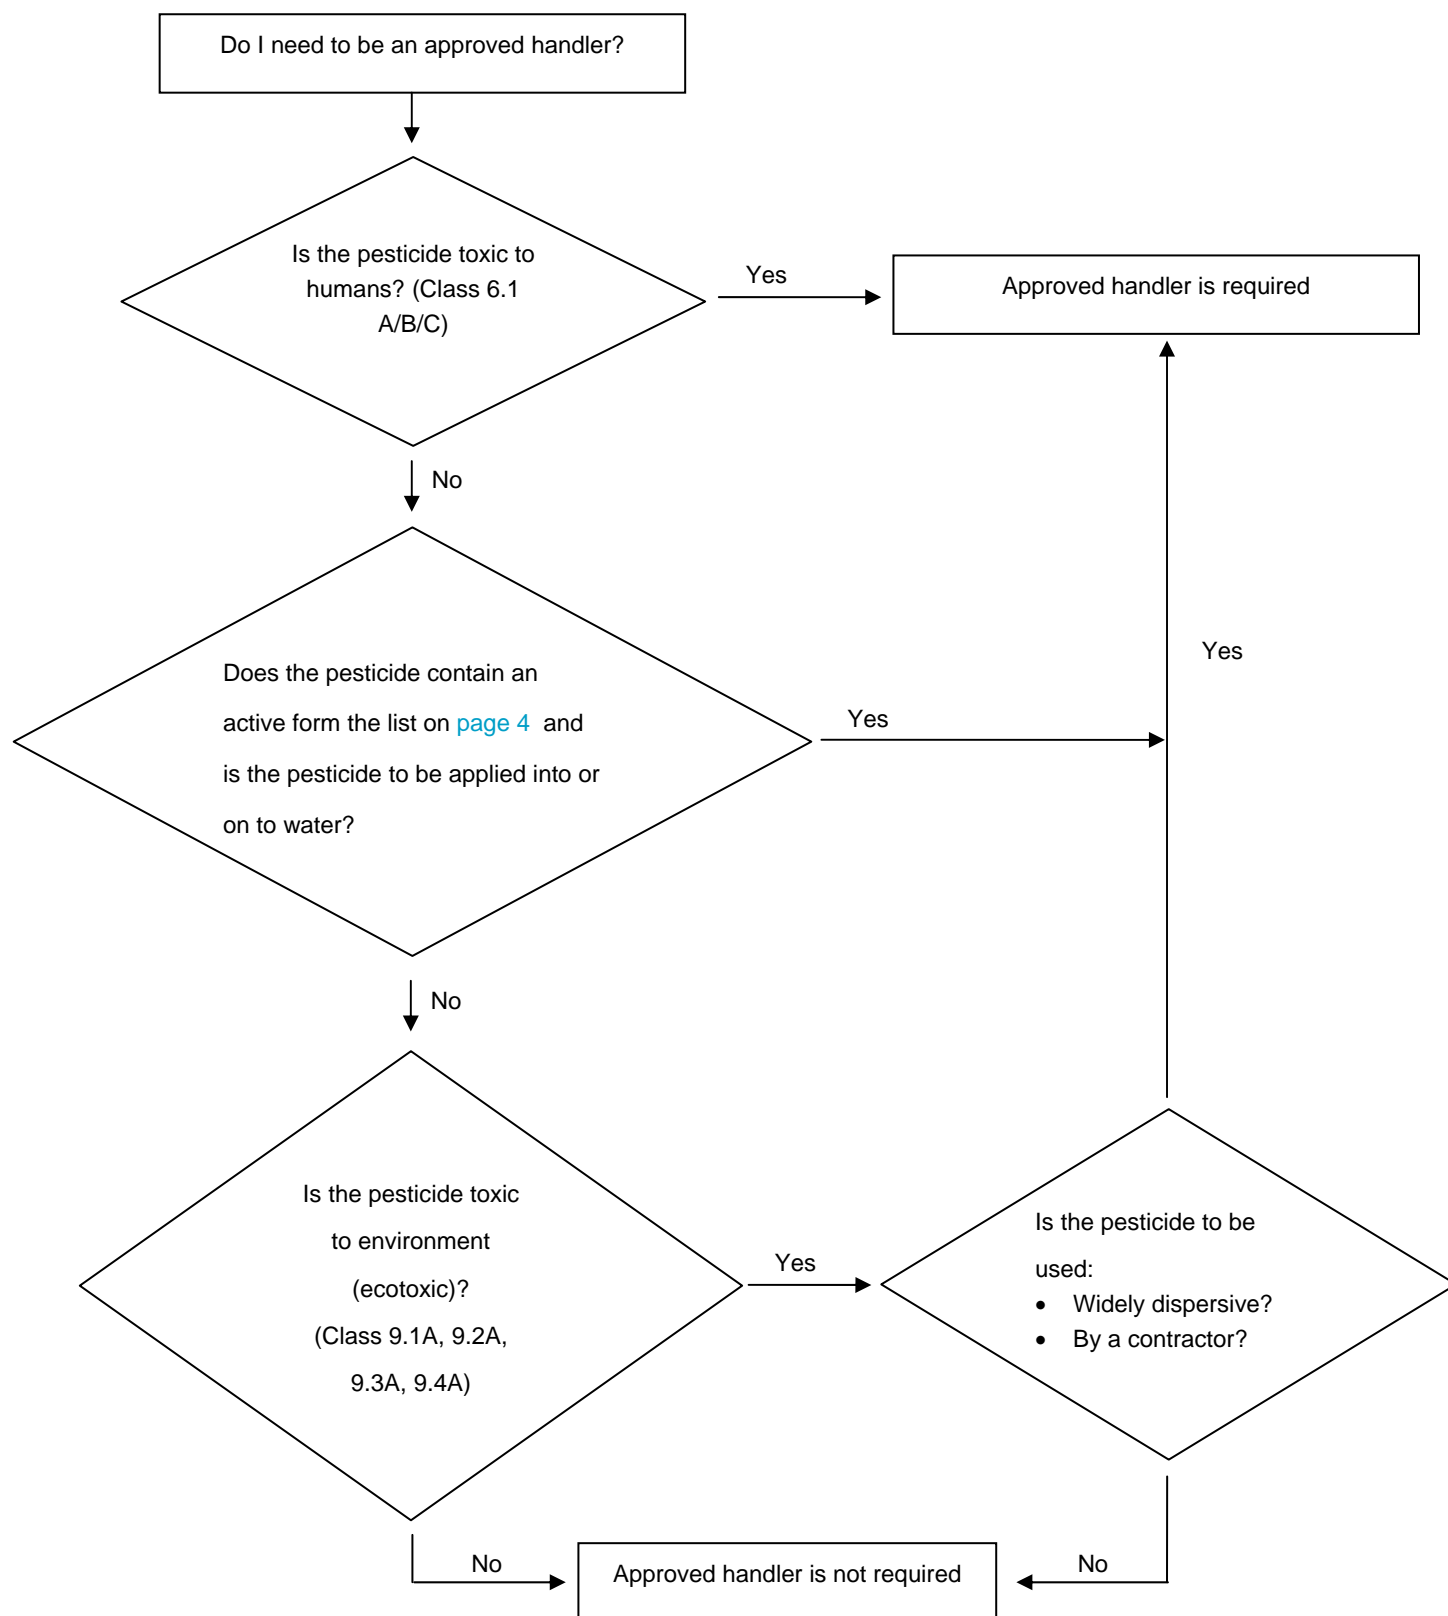 Do I need to be an approved handler?
Is the pesticide toxic to
humans? (Class 6.1
A/B/C)
Yes
Approved handler is required
No
Does the pesticide contain an
active form the list on page 4 and
is the pesticide to be applied into or
on to water?
Yes
Yes
No
Is the pesticide toxic
to environment
(ecotoxic)?
(Class 9.1A, 9.2A,
9.3A, 9.4A)
Yes
Is the pesticide to be
used:
• Widely dispersive?
• By a contractor?
No
Approved handler is not required
No